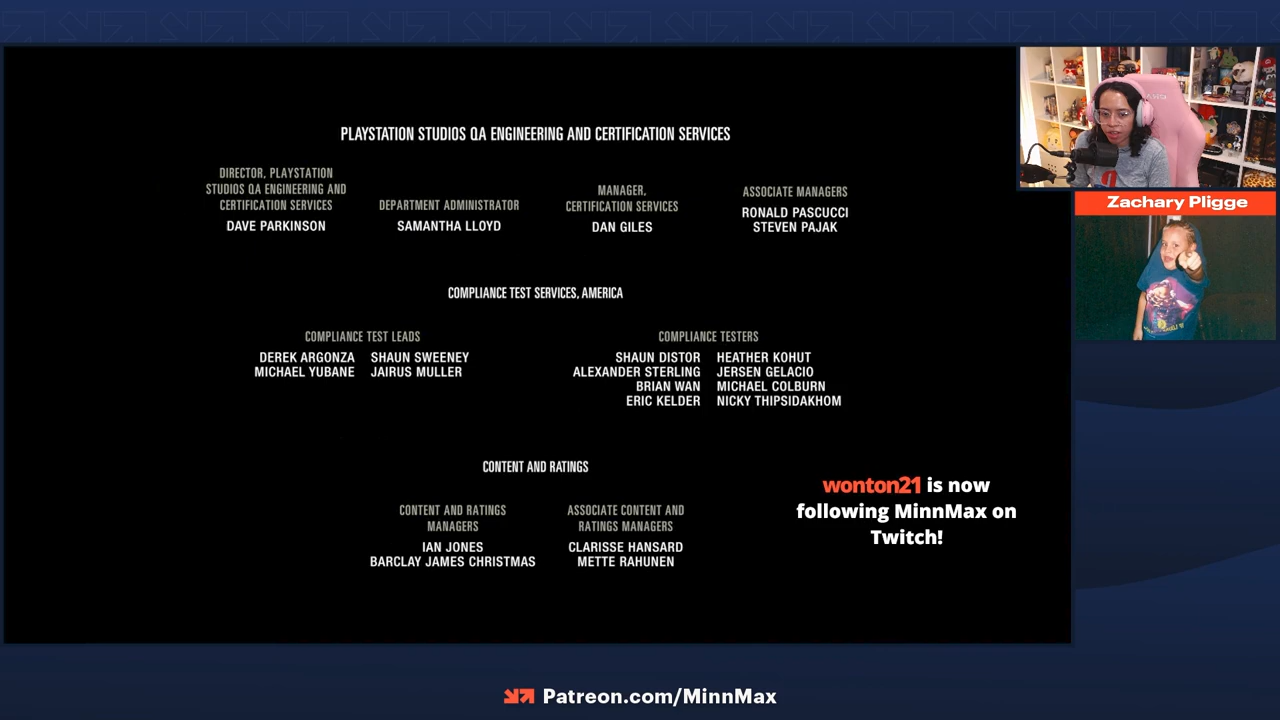 PLAYSTATION STUDIOS QA ENGINEERING AND CERTIFICATION SERVICES
DIRECTOR, PLAYSTATION
STUDIOS QA ENGINEERING AND
CERTIFICATION SERVICES
DAVE PARKINSON
DEPARTMENT ADMINISTRATOR
SAMANTHA LLOYD
MANAGER,
CERTIFICATION SERVICES
DAN GILES
ASSOCIATE MANAGERS
RONALD PASCUCCI
STEVEN PAJAK
Zachary Pligge
COMPLIANCE TEST SERVICES, AMERICA
COMPLIANCE TEST LEADS
DEREK ARGONZA SHAUN SWEENEY
MICHAEL YUBANE JAIRUS MULLER
COMPLIANCE TESTERS
SHAUN DISTOR HEATHER KOHUT
ALEXANDER STERLING JERSEN GELACIO
BRIAN WAN MICHAEL COLBURN
ERIC KELDER NICKY THIPSIDAKHOM
CONTENT AND RATINGS
CONTENT AND RATINGS
MANAGERS
IAN JONES
BARCLAY JAMES CHRISTMAS
ASSOCIATE CONTENT AND
RATINGS MANAGERS
CLARISSE HANSARD
METTE RAHUNEN
wonton21 is now
following MinnMax on
Twitch!
Patreon.com/MinnMax